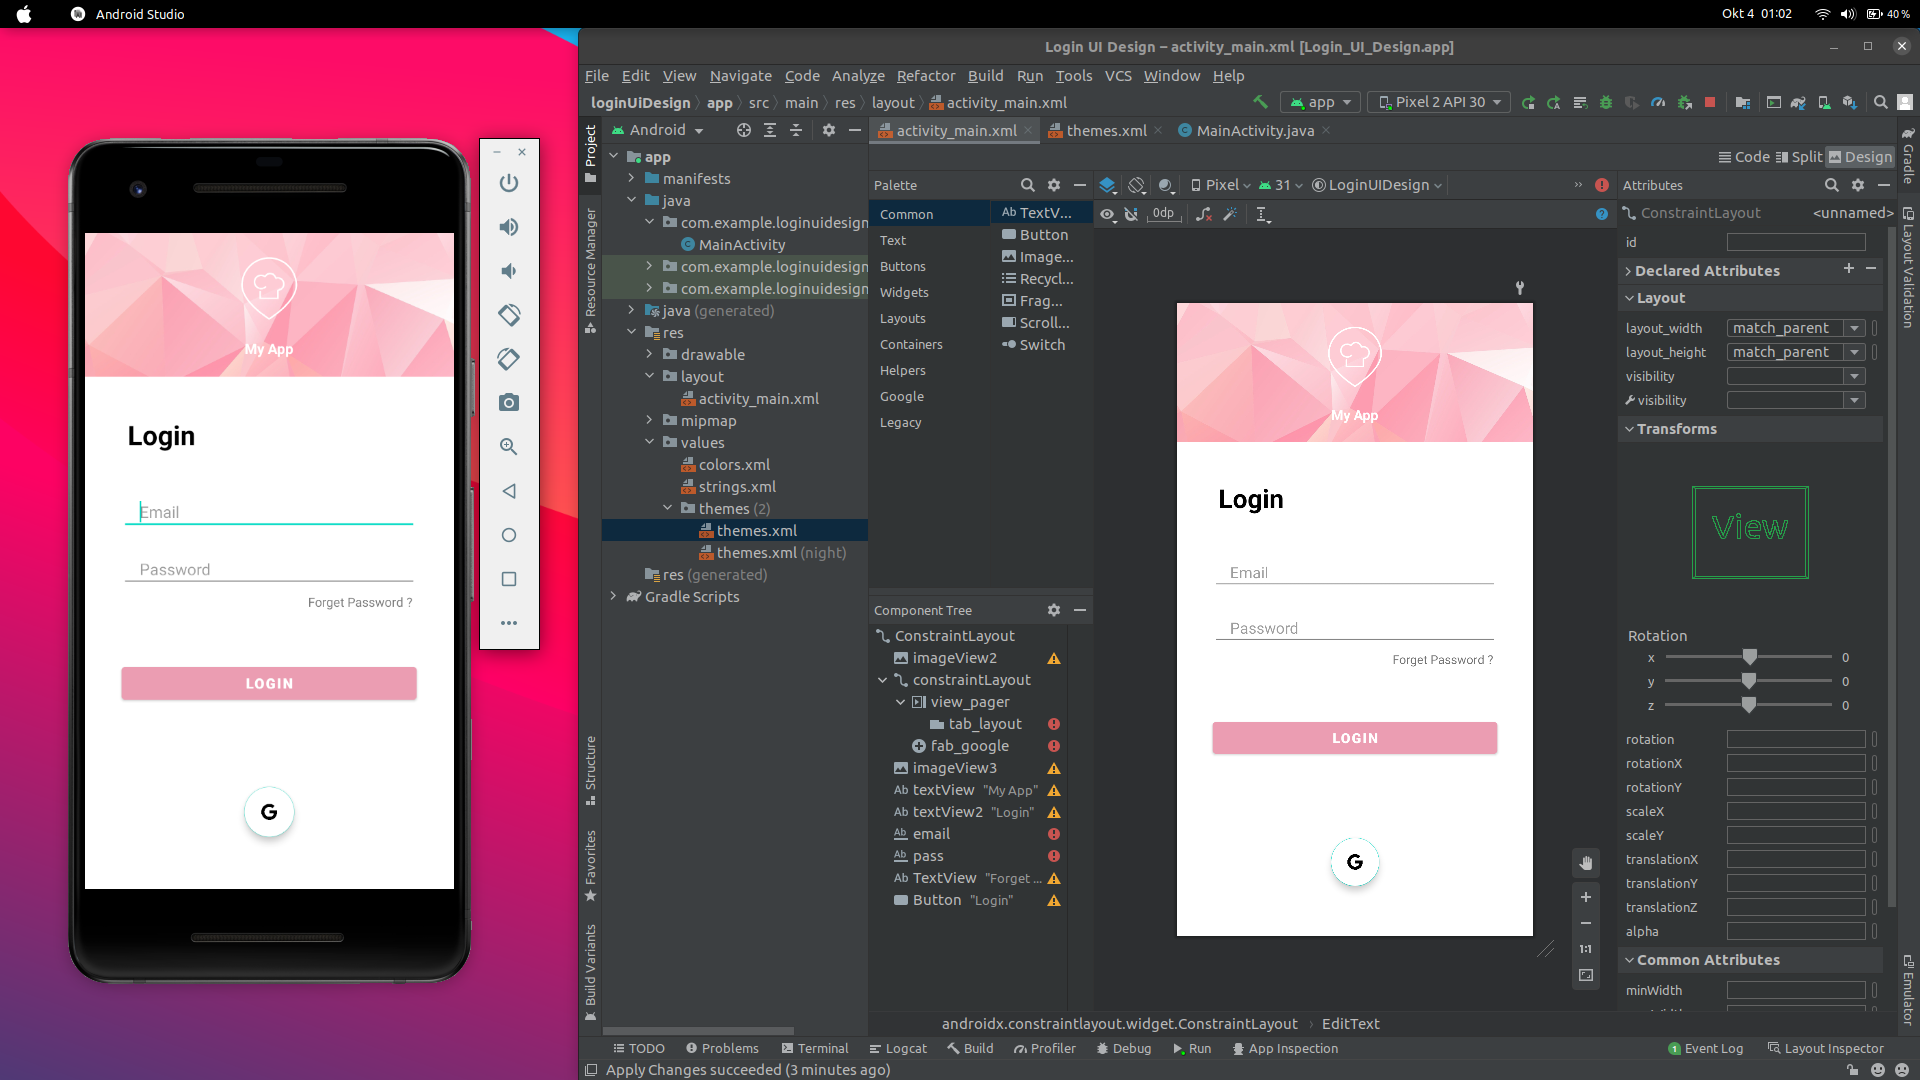 Android Studio
Okt 4 01:02
40 %
Login UI Design – activity_main.xml [Login_UI_Design.app]
File Edit View Navigate Code Analyze Refactor Build Run Tools VCS Window Help
loginUiDesign app src main res layout activity_main.xml
app
Pixel 2 API 30
Project
Resource Manager
Structure
Favorites
Build Variants
Android
app
manifests
java
com.example.loginuidesign
MainActivity
com.example.loginuidesign
com.example.loginuidesign
java (generated)
res
drawable
layout
activity_main.xml
mipmap
values
colors.xml
strings.xml
themes (2)
themes.xml
themes.xml (night)
res (generated)
Gradle Scripts
activity_main.xml
themes.xml
MainActivity.java
Code Split Design
Palette
Common
Text
Buttons
Widgets
Layouts
Containers
Helpers
Google
Legacy
Ab TextV...
Button
Image...
Recycl...
Frag...
Scroll...
Switch
Pixel
31
LoginUIDesign
0dp
Component Tree
ConstraintLayout
imageView2
constraintLayout
view_pager
tab_layout
fab_google
imageView3
Ab textView "My App"
Ab textView2 "Login"
Ab email
Ab pass
Ab TextView "Forget ...
Button "Login"
My App
Login
Email
Password
Forget Password ?
LOGIN
G
My App
Login
Email
Password
Forget Password ?
LOGIN
G
1:1
Attributes
ConstraintLayout <unnamed>
id
Declared Attributes
Layout
layout_width match_parent
layout_height match_parent
visibility
visibility
Transforms
View
Rotation
x 0
y 0
z 0
rotation
rotationX
rotationY
scaleX
scaleY
translationX
translationY
translationZ
alpha
Common Attributes
minWidth
Gradle
Layout Validation
Emulator
androidx.constraintlayout.widget.ConstraintLayout › EditText
TODO Problems Terminal Logcat Build Profiler Debug Run App Inspection
1 Event Log Layout Inspector
Apply Changes succeeded (3 minutes ago)